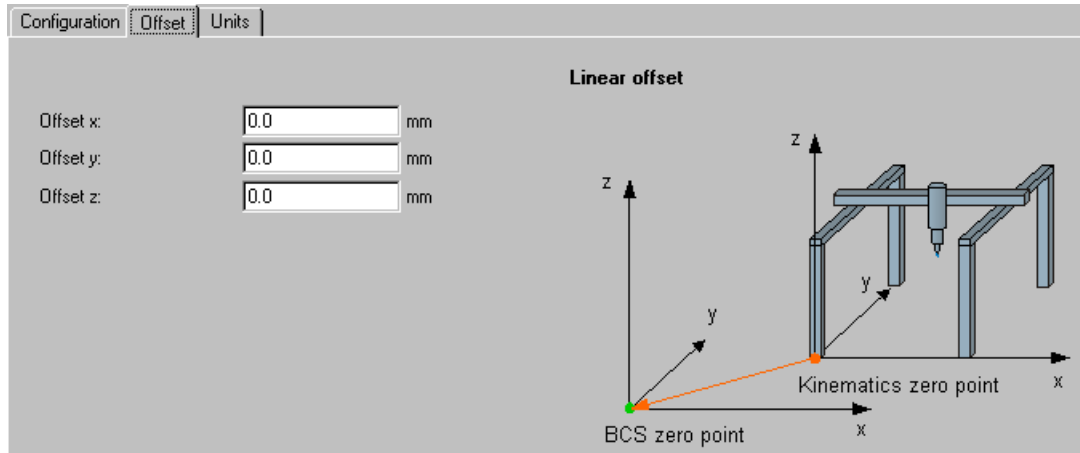 Configuration Offset Units
Linear offset
Offset x: 0.0 mm
Offset y: 0.0 mm
Offset z: 0.0 mm
z
z
y
y
Kinematics zero point x
BCS zero point x